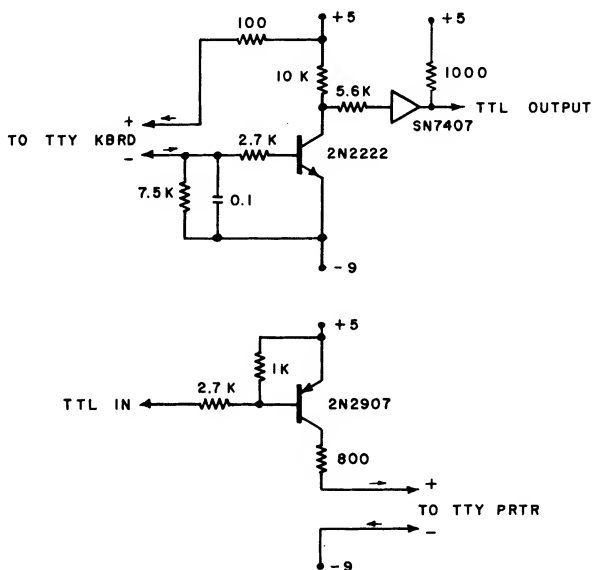 100
+5
+5
10 K
5.6K
1000
TTL OUTPUT
SN7407
+
TO TTY KBRD
-
2.7 K
2N2222
7.5K
0.1
-9
+5
1K
TTL IN
2.7 K
2N2907
800
+
TO TTY PRTR
-
-9